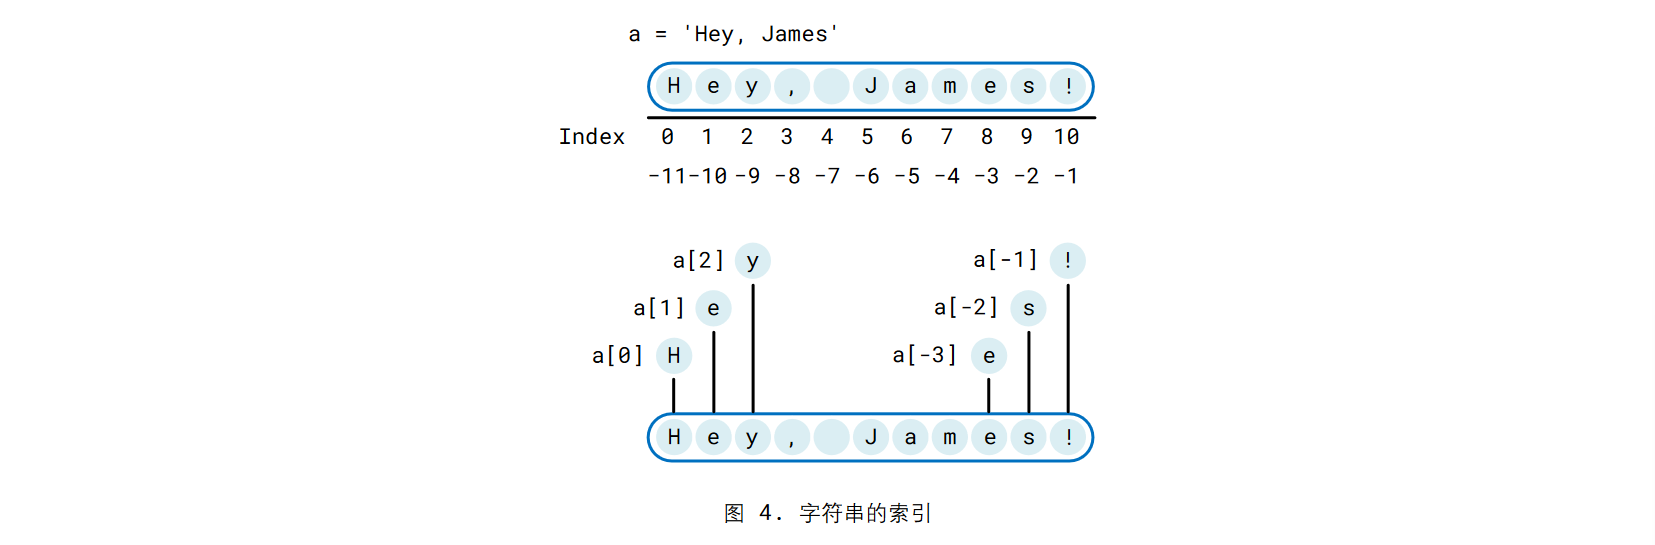 a = 'Hey, James'
H e y ,   J a m e s !
Index 0 1 2 3 4 5 6 7 8 9 10
-11 -10 -9 -8 -7 -6 -5 -4 -3 -2 -1
a[2] y a[-1] !
a[1] e a[-2] s
a[0] H a[-3] e
H e y ,   J a m e s !
图 4. 字符串的索引